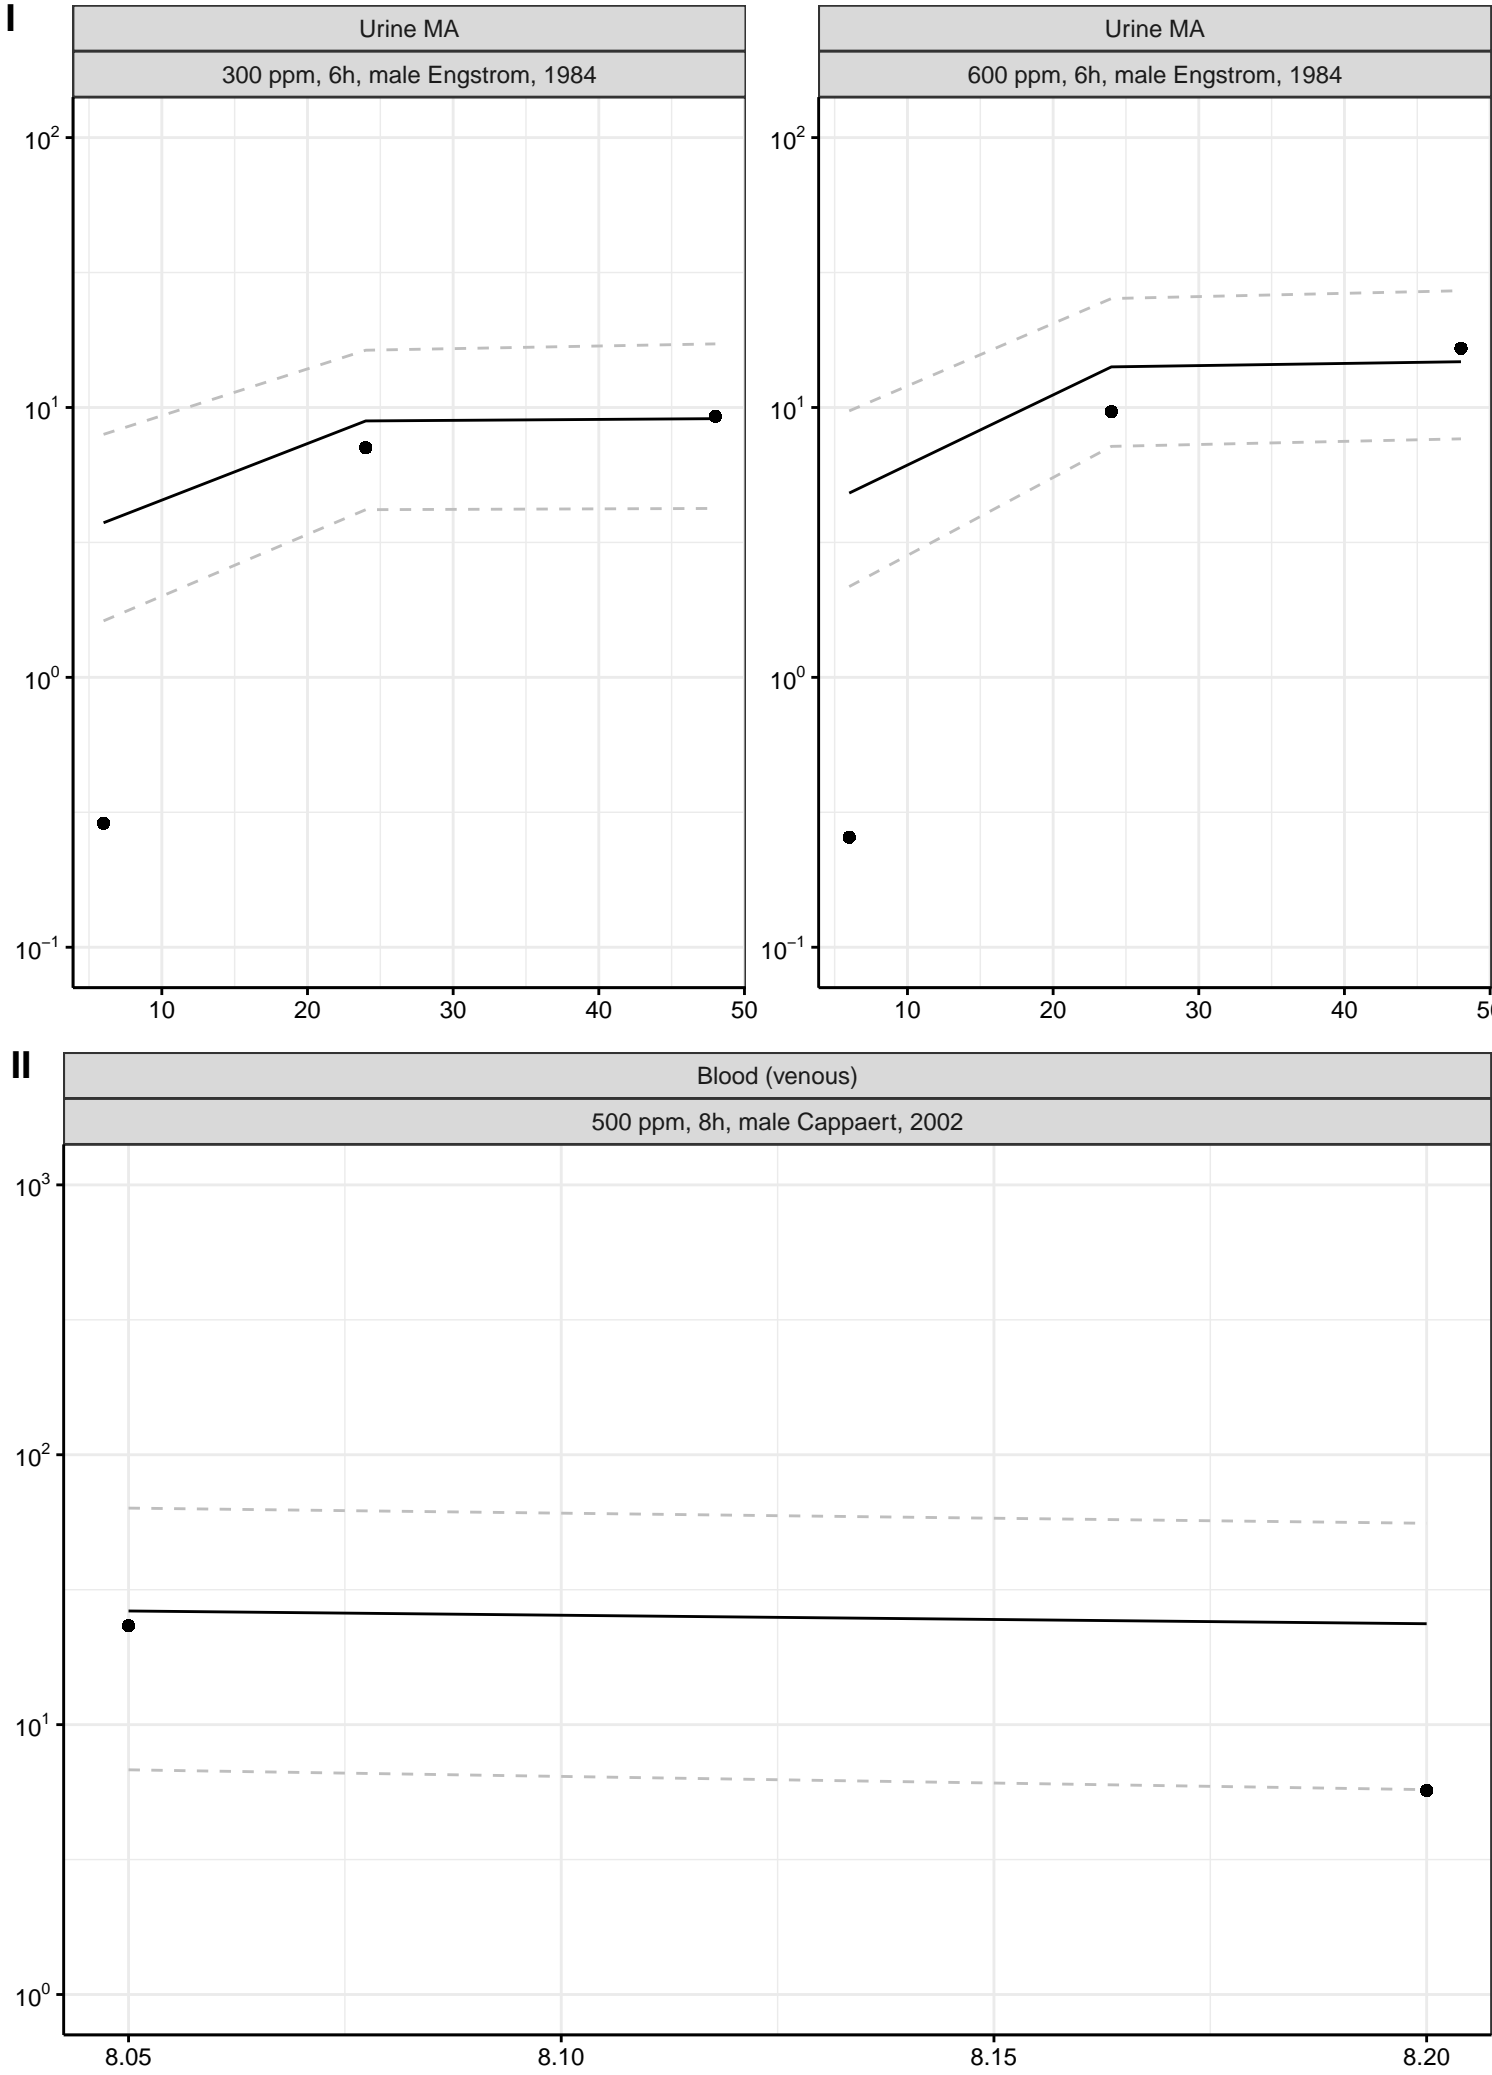 I
Urine MA
Urine MA
300 ppm, 6h, male Engstrom, 1984
600 ppm, 6h, male Engstrom, 1984
10²
10¹
10⁰
10⁻¹
10²
10¹
10⁰
10⁻¹
10 20 30 40 50
10 20 30 40 5
II
Blood (venous)
500 ppm, 8h, male Cappaert, 2002
10³
10²
10¹
10⁰
8.05 8.10 8.15 8.20